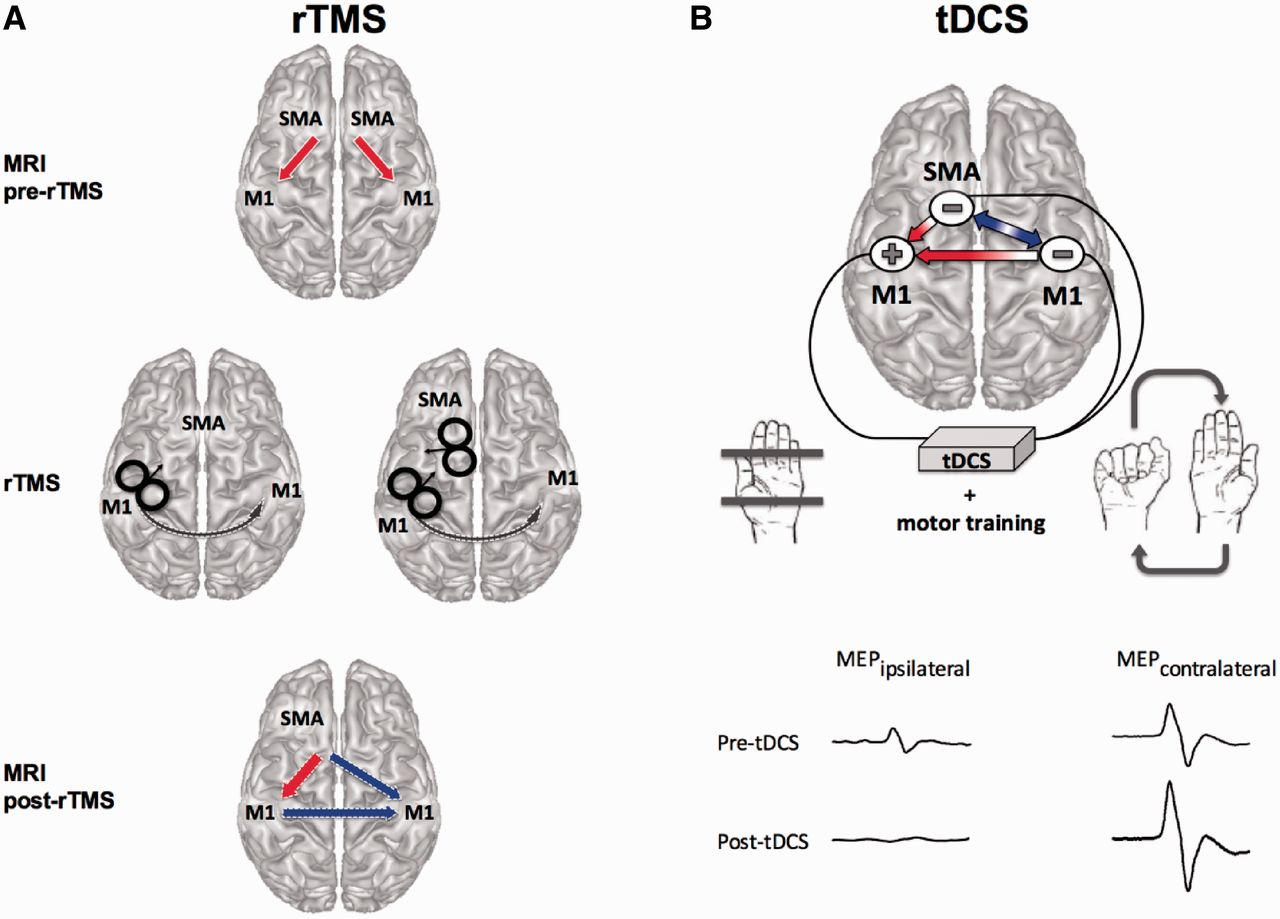 A
rTMS
SMA SMA
MRI
pre-rTMS
M1 M1
SMA
rTMS
M1
M1
SMA
M1
M1
SMA
MRI
post-rTMS
M1 M1
B
tDCS
SMA
−
+ −
M1 M1
tDCS
+
motor training
MEPipsilateral MEPcontralateral
Pre-tDCS
Post-tDCS